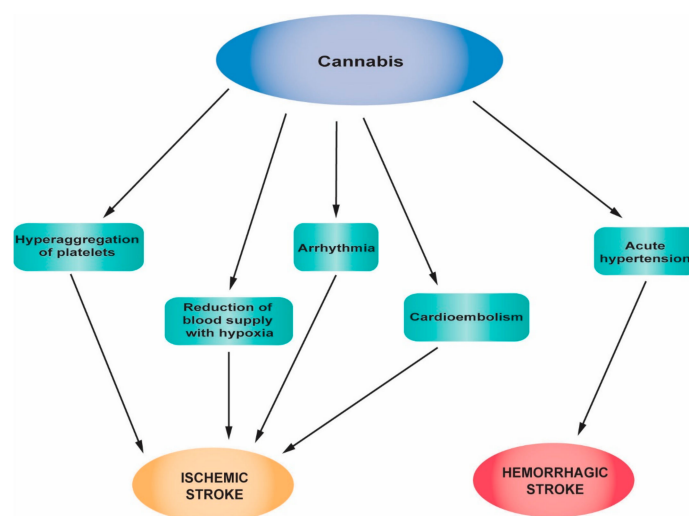 Cannabis
Hyperaggregation
of platelets
Arrhythmia
Acute
hypertension
Reduction of
blood supply
with hypoxia
Cardioembolism
ISCHEMIC
STROKE
HEMORRHAGIC
STROKE